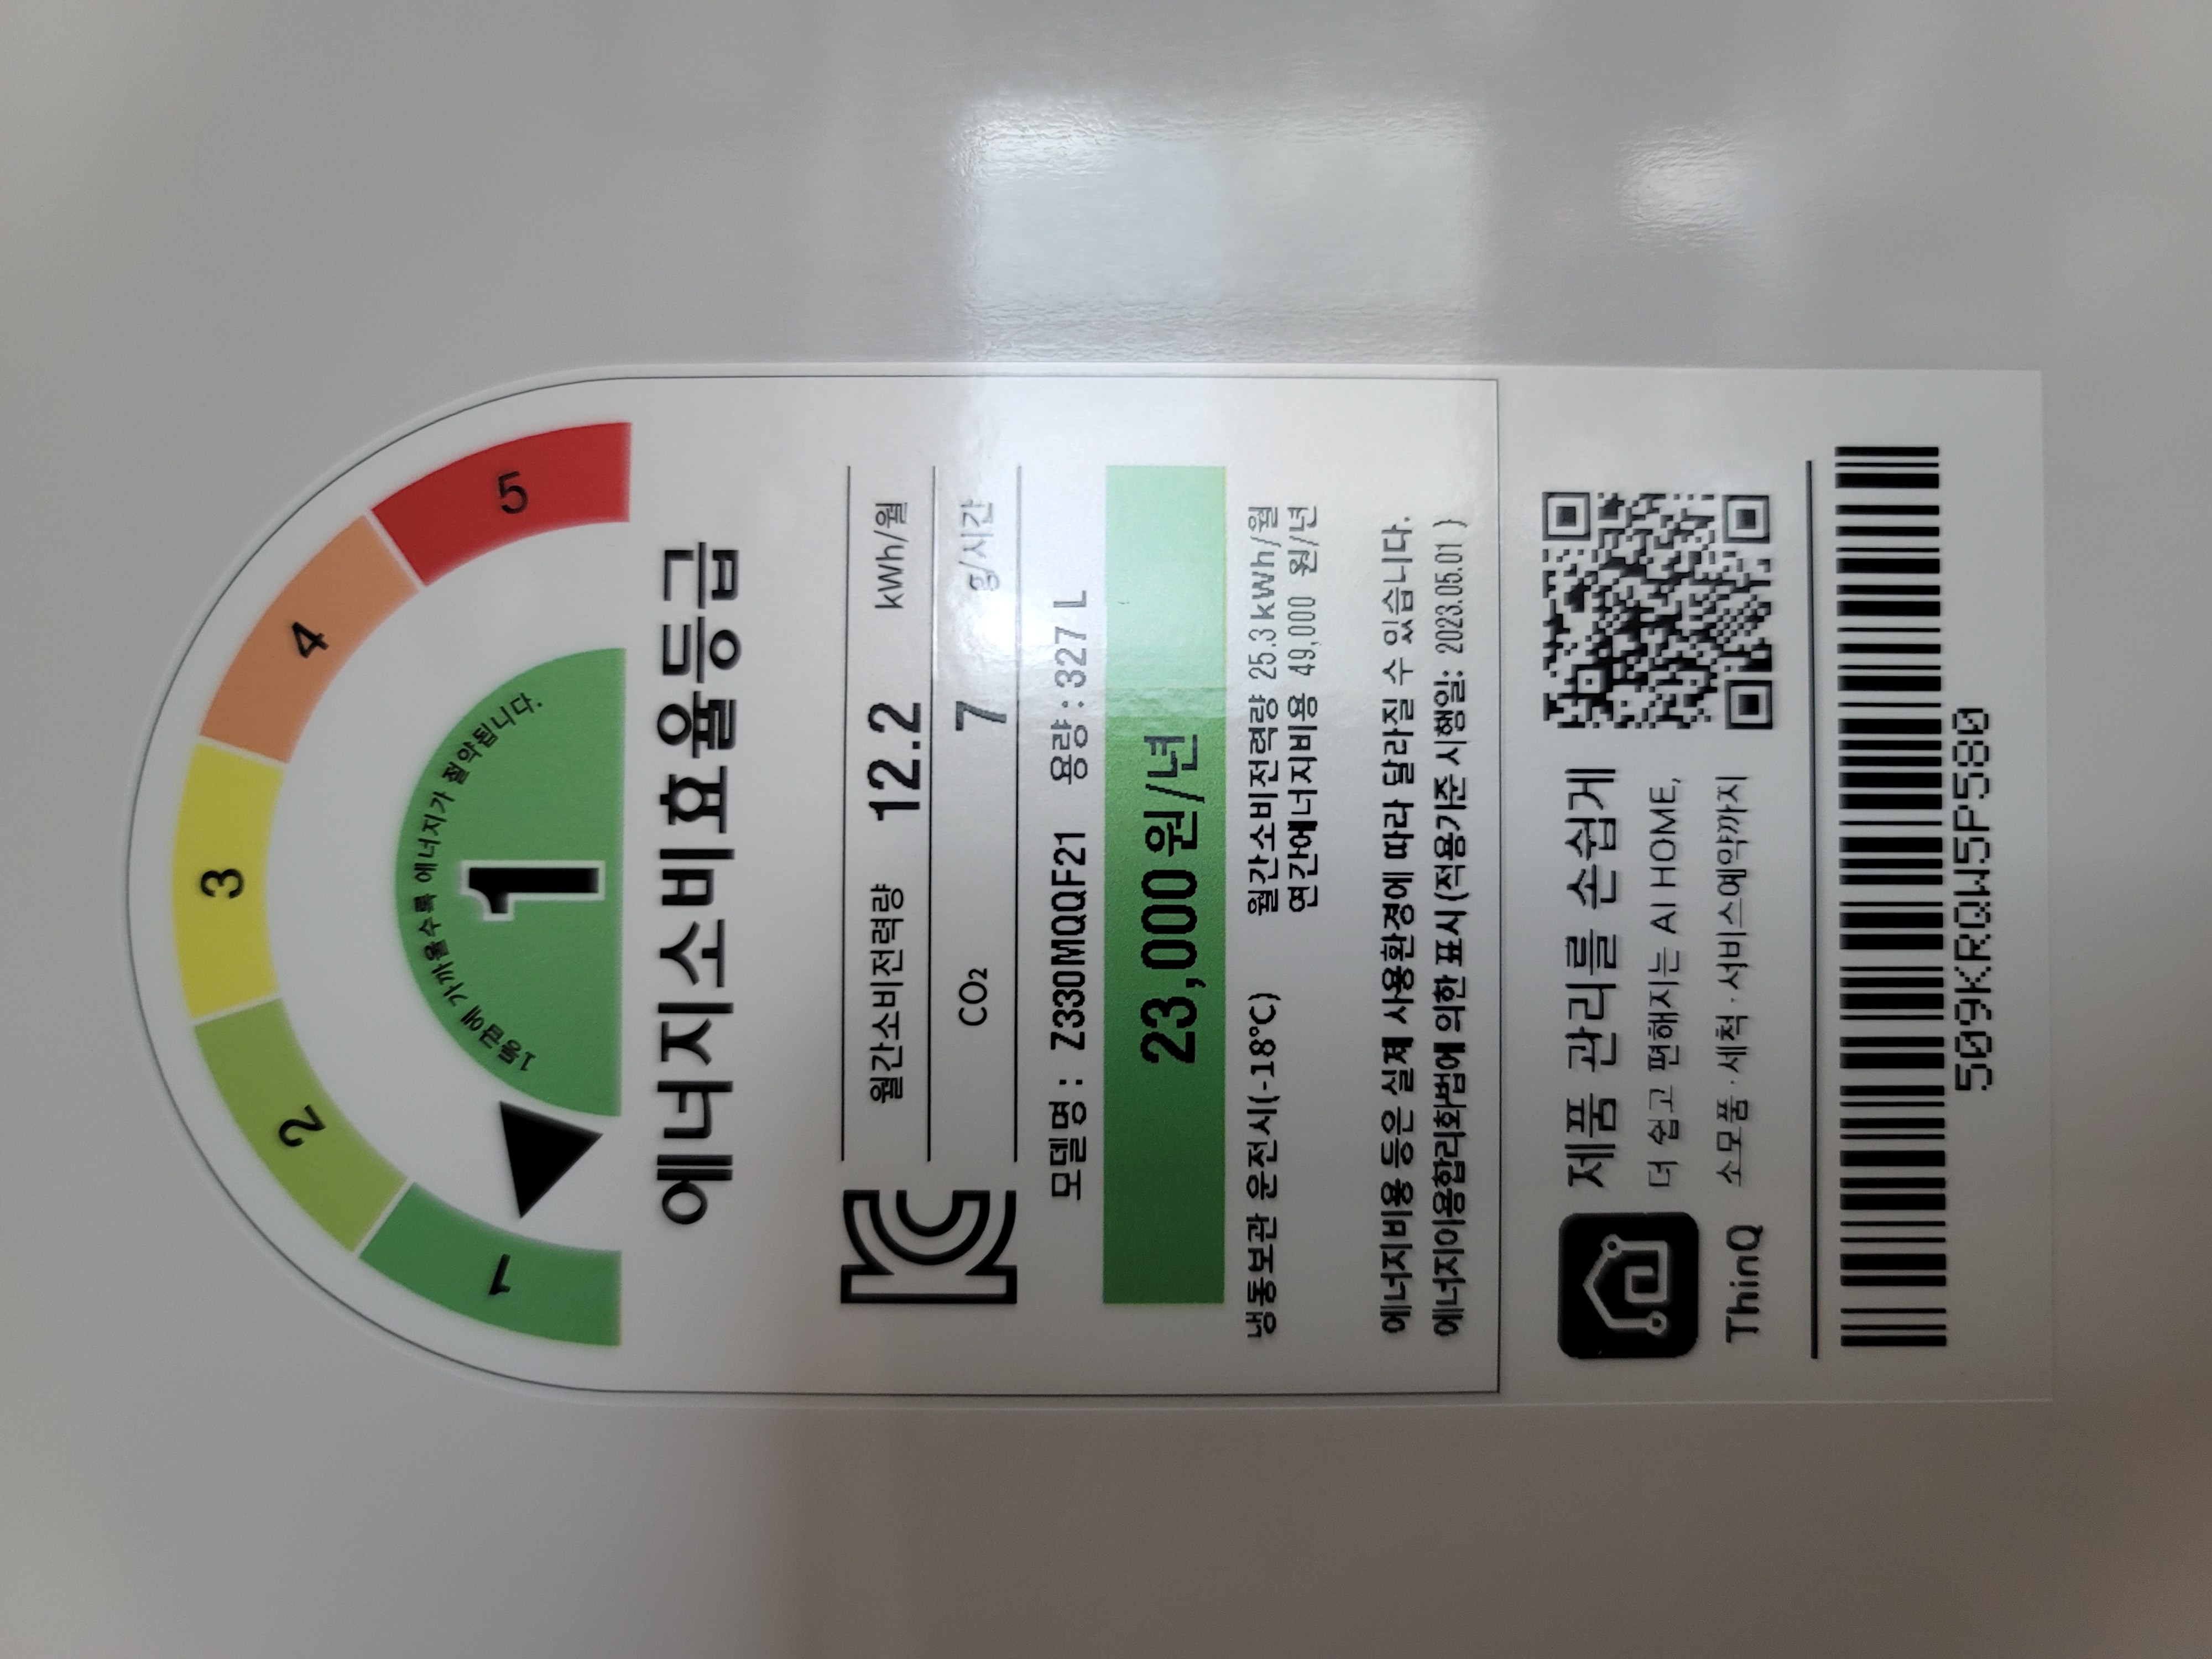 1 2 3 4 5
1등급에 가까울수록 에너지가 절약됩니다.
1
에너지소비효율등급
월간소비전력량 12.2 kWh/월
CO₂ 7 g/시간
모델명 : Z330MQQF21 용량 : 327 L
23,000원/년
냉동보관 운전시(-18℃) 월간소비전력량 25.3 kWh/월
연간에너지비용 49,000 원/년
에너지비용 등은 실제 사용환경에 따라 달라질 수 있습니다.
에너지이용합리화법에 의한 표시(적용기준 시행일: 2023.05.01 )
제품 관리를 손쉽게
더 쉽고 편해지는 AI HOME,
ThinQ 소모품·세척·서비스예약까지
509KRQW5P580